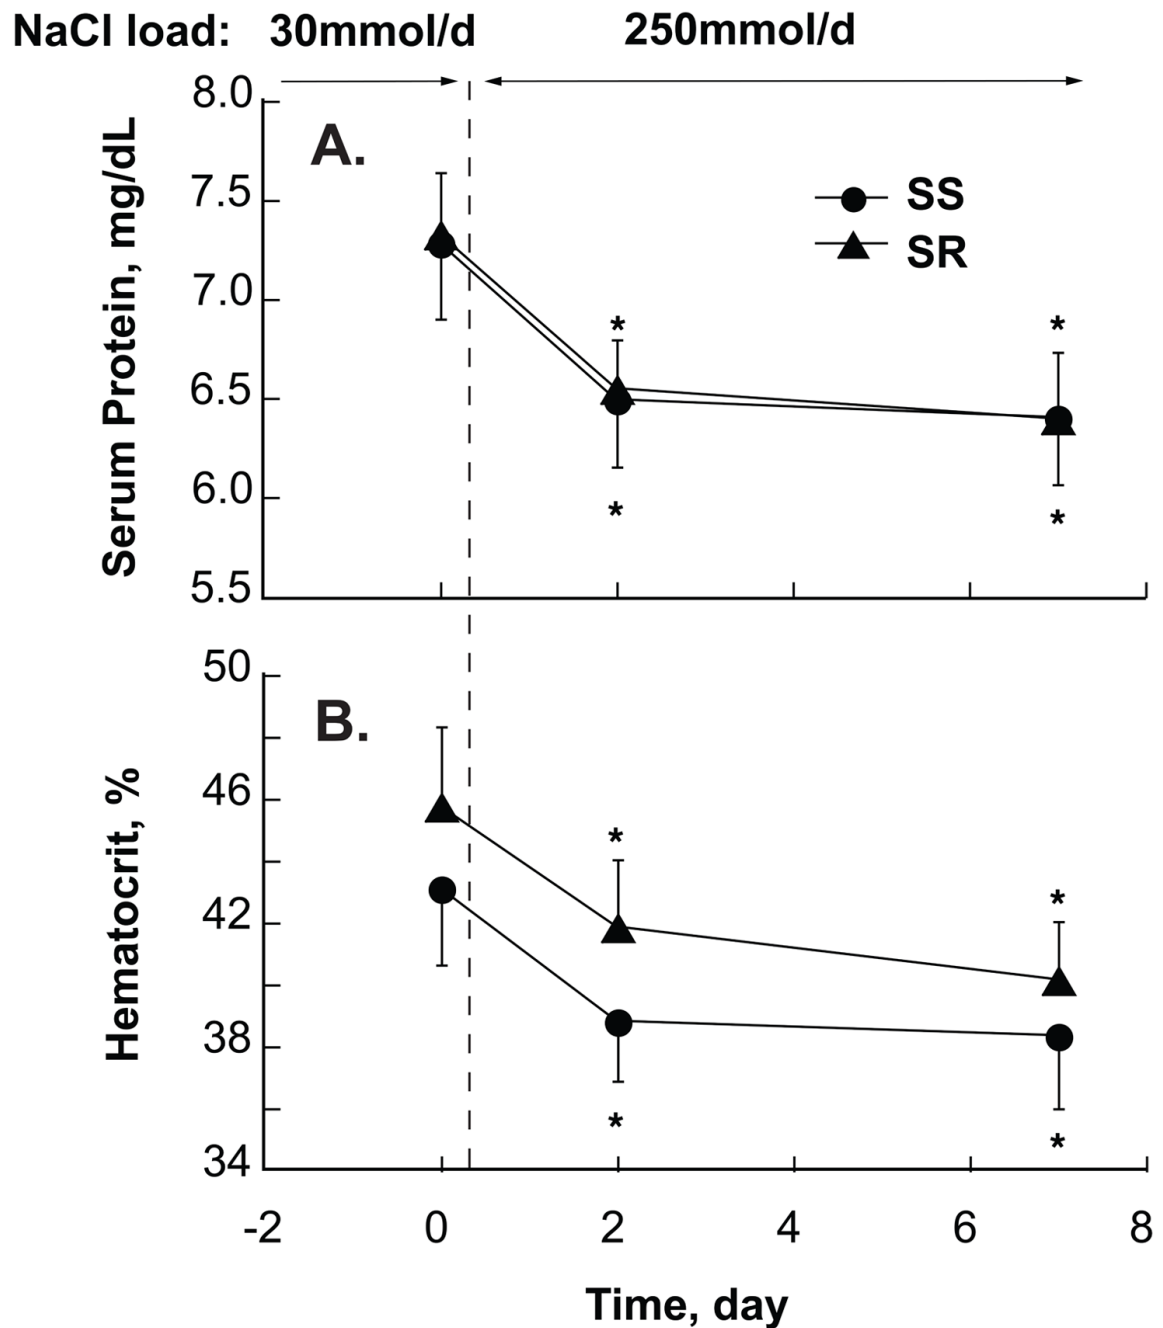 NaCl load: 30mmol/d 250mmol/d
8.0
A.
7.5
SS
SR
7.0
*
*
6.5
6.0
*
*
5.5
Serum Protein, mg/dL
50
B.
46
*
*
42
38
*
*
34
Hematocrit, %
-2 0 2 4 6 8
Time, day